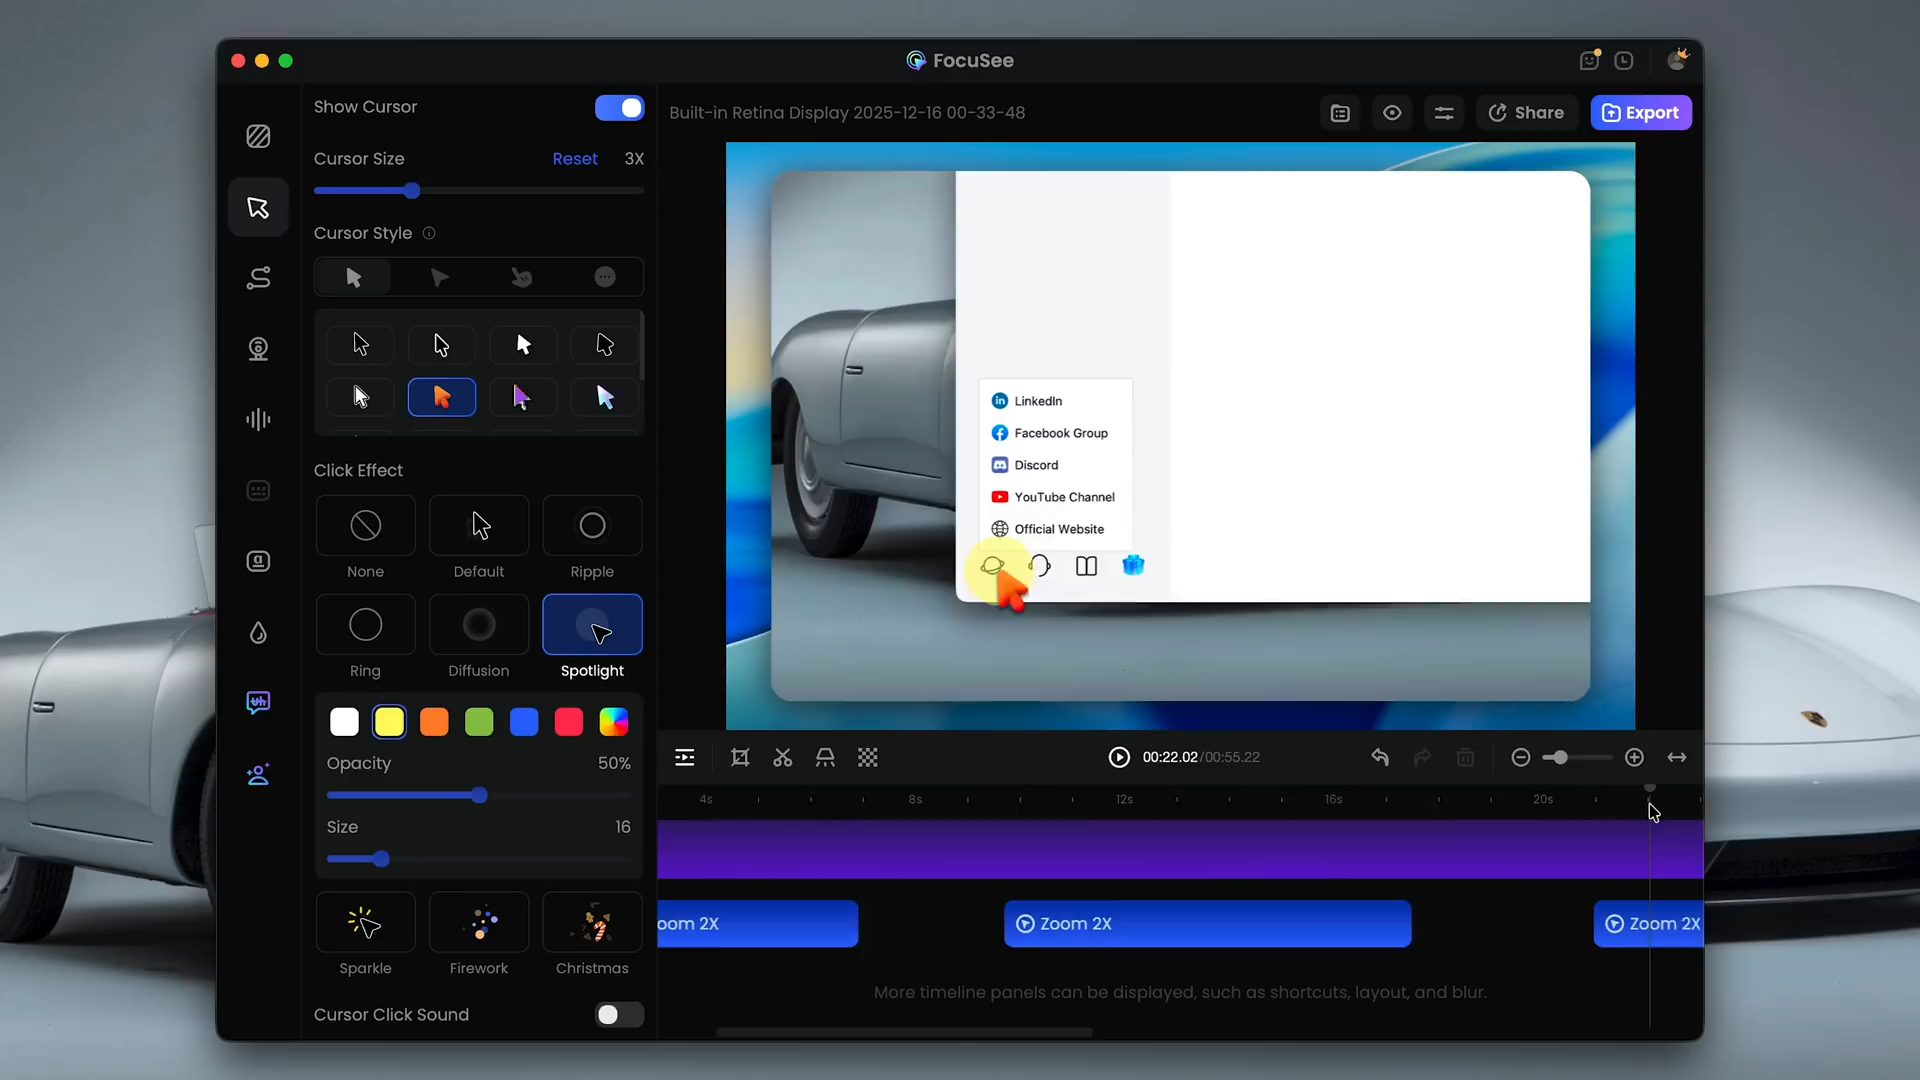 FocuSee
Show Cursor
Cursor Size
Reset
3X
Cursor Style
Click Effect
None
Default
Ripple
Ring
Diffusion
Spotlight
Opacity
50%
Size
16
Sparkle
Firework
Christmas
Cursor Click Sound
Built-in Retina Display 2025-12-16 00-33-48
Share
Export
LinkedIn
Facebook Group
Discord
YouTube Channel
Official Website
00:22.02/00:55.22
4s
8s
12s
16s
20s
oom 2X
Zoom 2X
Zoom 2X
More timeline panels can be displayed, such as shortcuts, layout, and blur.